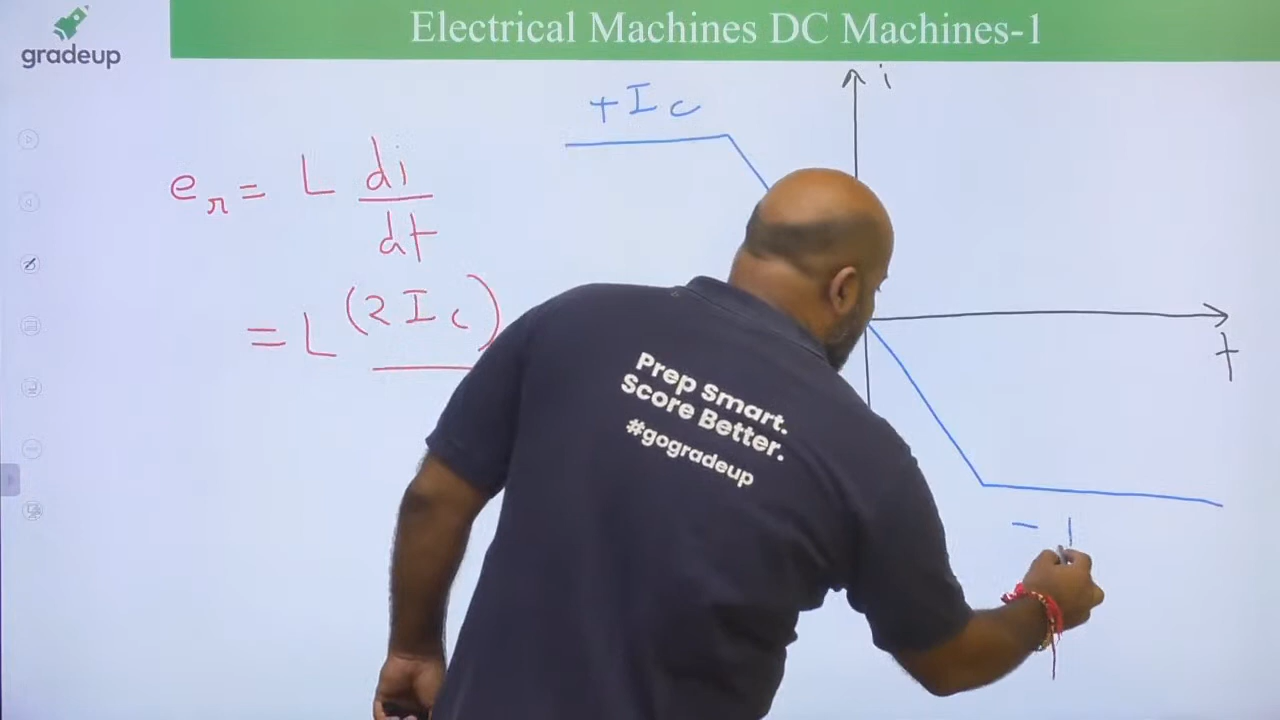 Electrical Machines DC Machines-1
gradeup
i
+Ic
er = L di/dt
= L (2Ic)
t
Prep Smart.
Score Better.
#gogradeup
- I